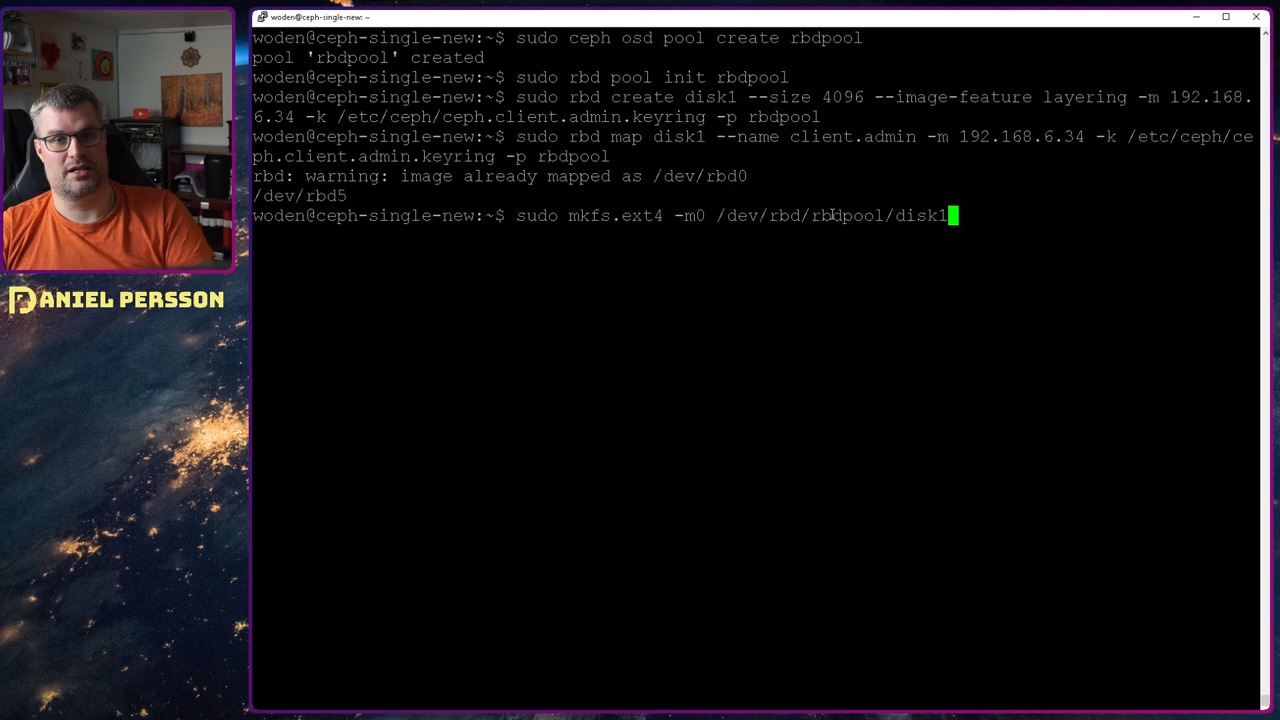 woden@ceph-single-new: ~
woden@ceph-single-new:~$ sudo ceph osd pool create rbdpool
pool 'rbdpool' created
woden@ceph-single-new:~$ sudo rbd pool init rbdpool
woden@ceph-single-new:~$ sudo rbd create disk1 --size 4096 --image-feature layering -m 192.168.
6.34 -k /etc/ceph/ceph.client.admin.keyring -p rbdpool
woden@ceph-single-new:~$ sudo rbd map disk1 --name client.admin -m 192.168.6.34 -k /etc/ceph/ce
ph.client.admin.keyring -p rbdpool
rbd: warning: image already mapped as /dev/rbd0
/dev/rbd5
woden@ceph-single-new:~$ sudo mkfs.ext4 -m0 /dev/rbd/rbdpool/disk1
DANIEL PERSSON